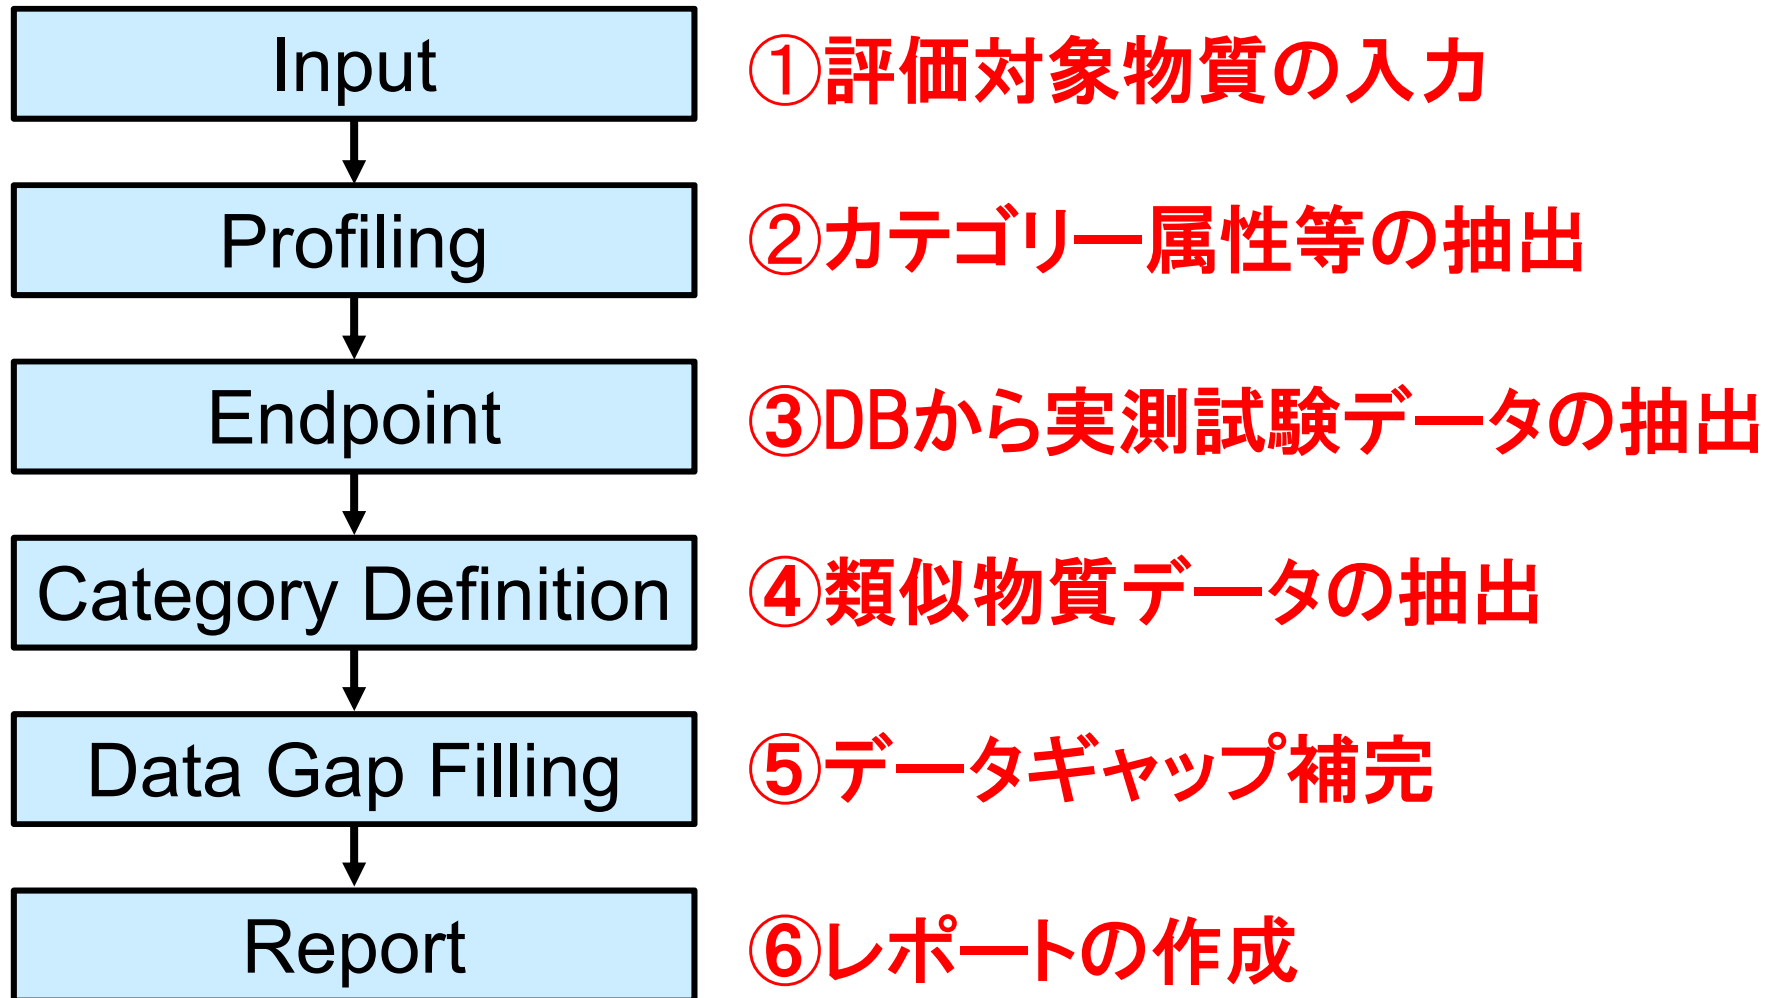 Input
①評価対象物質の入力
Profiling
②カテゴリー属性等の抽出
Endpoint
③DBから実測試験データの抽出
Category Definition
④類似物質データの抽出
Data Gap Filling
⑤データギャップ補完
Report
⑥レポートの作成